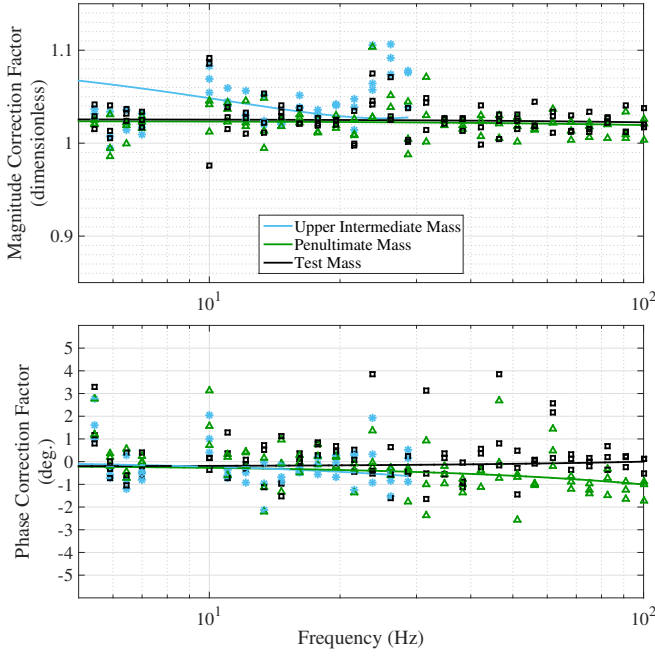 Magnitude Correction Factor
(dimensionless)
1.1
1
0.9
Upper Intermediate Mass
Penultimate Mass
Test Mass
10^1
10^2
Phase Correction Factor
(deg.)
5
4
3
2
1
0
-1
-2
-3
-4
-5
10^1
10^2
Frequency (Hz)